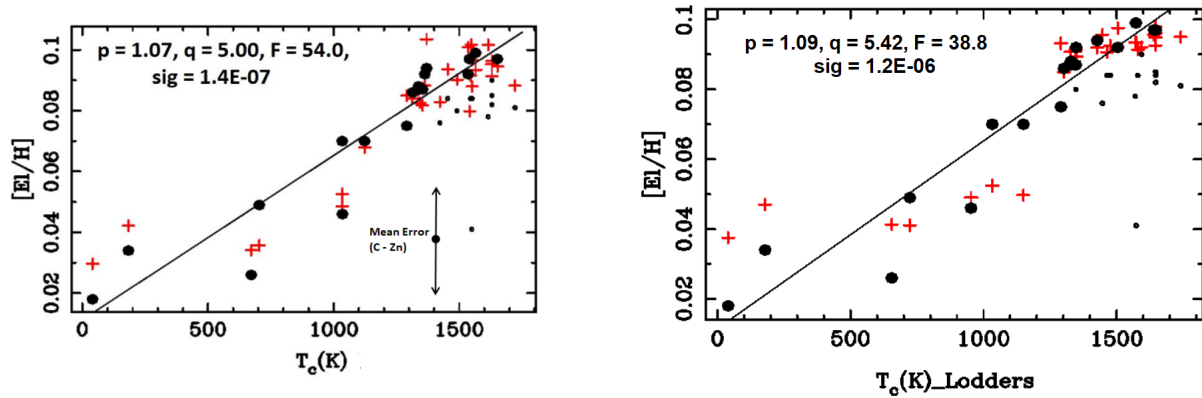 p = 1.07, q = 5.00, F = 54.0,
sig = 1.4E-07
[El/H]
0.1
0.08
0.06
0.04
0.02
Mean Error
(C - Zn)
0 500 1000 1500
T_c(K)
p = 1.09, q = 5.42, F = 38.8
sig = 1.2E-06
[El/H]
0.1
0.08
0.06
0.04
0.02
0 500 1000 1500
T_c(K)_Lodders